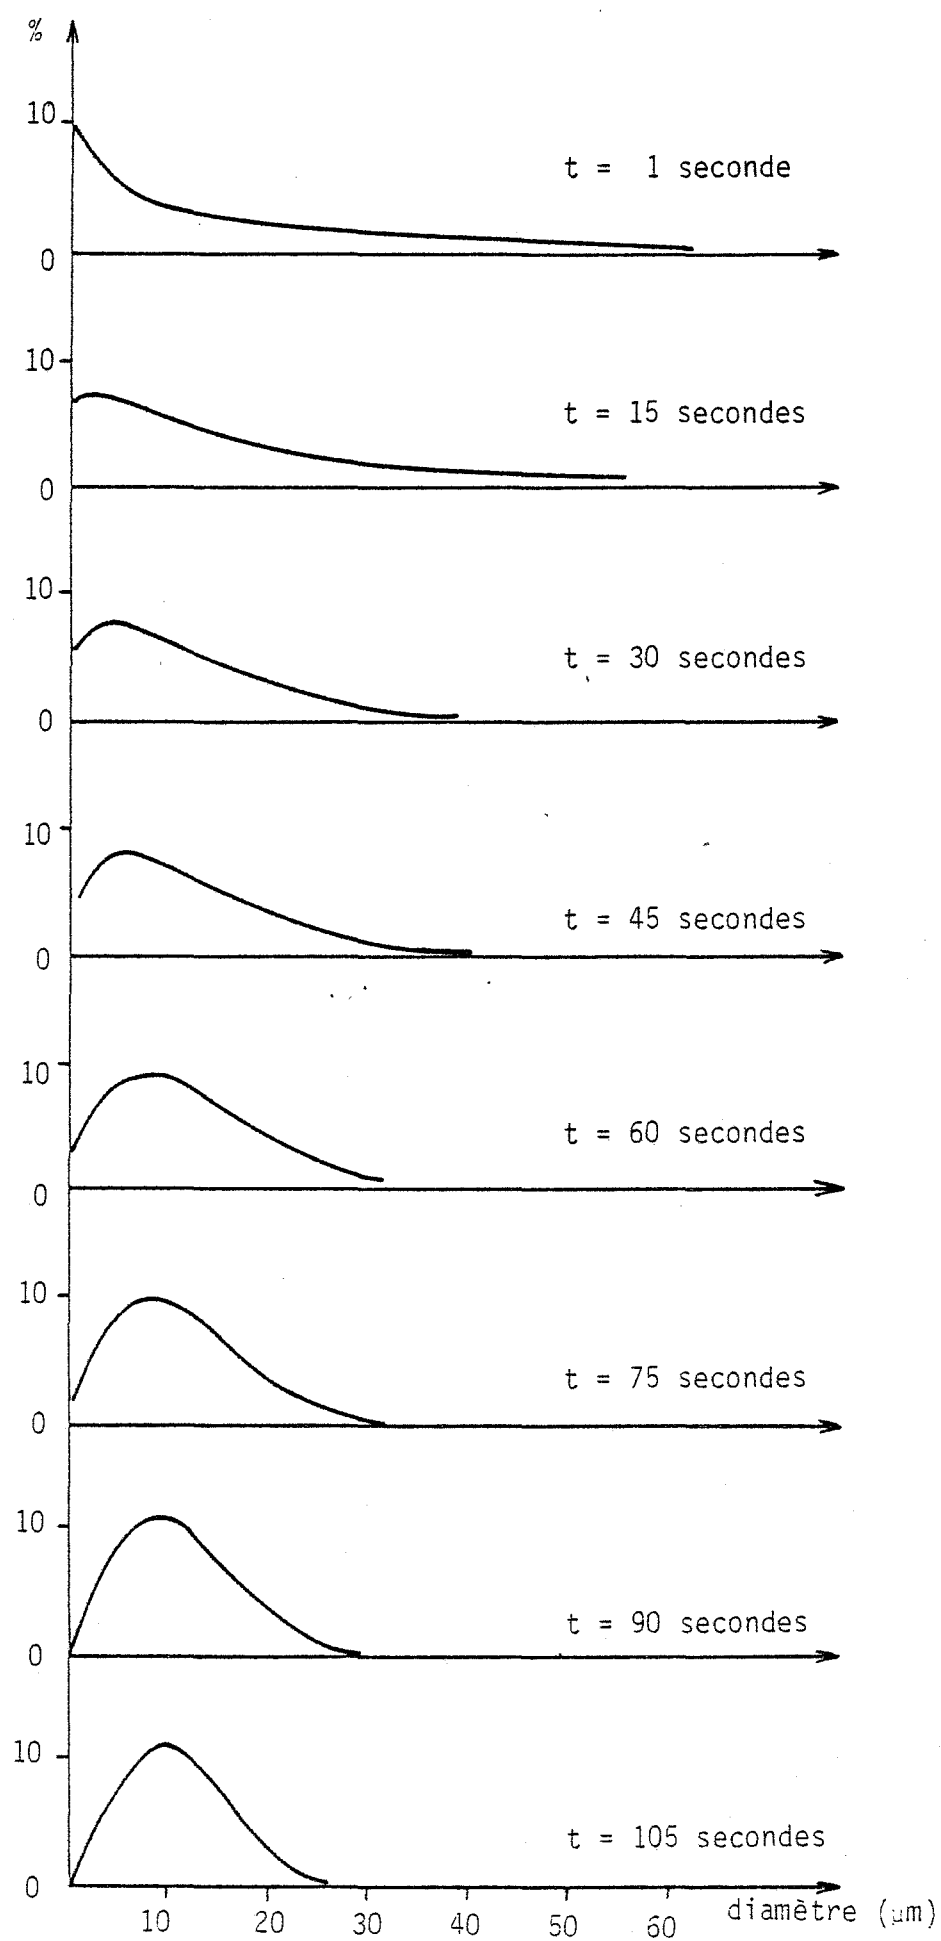 %
10
t = 1 seconde
0
10
t = 15 secondes
0
10
t = 30 secondes
0
10
t = 45 secondes
0
10
t = 60 secondes
0
10
t = 75 secondes
0
10
t = 90 secondes
0
10
t = 105 secondes
0
10 20 30 40 50 60 diamètre (µm)